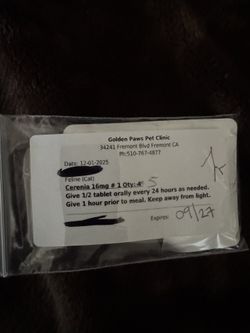 Golden Paws Pet Clinic
34241 Fremont Blvd Fremont CA
Ph:510-767-4877
Date: 12-01-2025
Feline (Cat)
Cerenia 16mg # 1 Qty: 4 5
Give 1/2 tablet orally every 24 hours as needed.
Give 1 hour prior to meal. Keep away from light.
Expires: 09/27